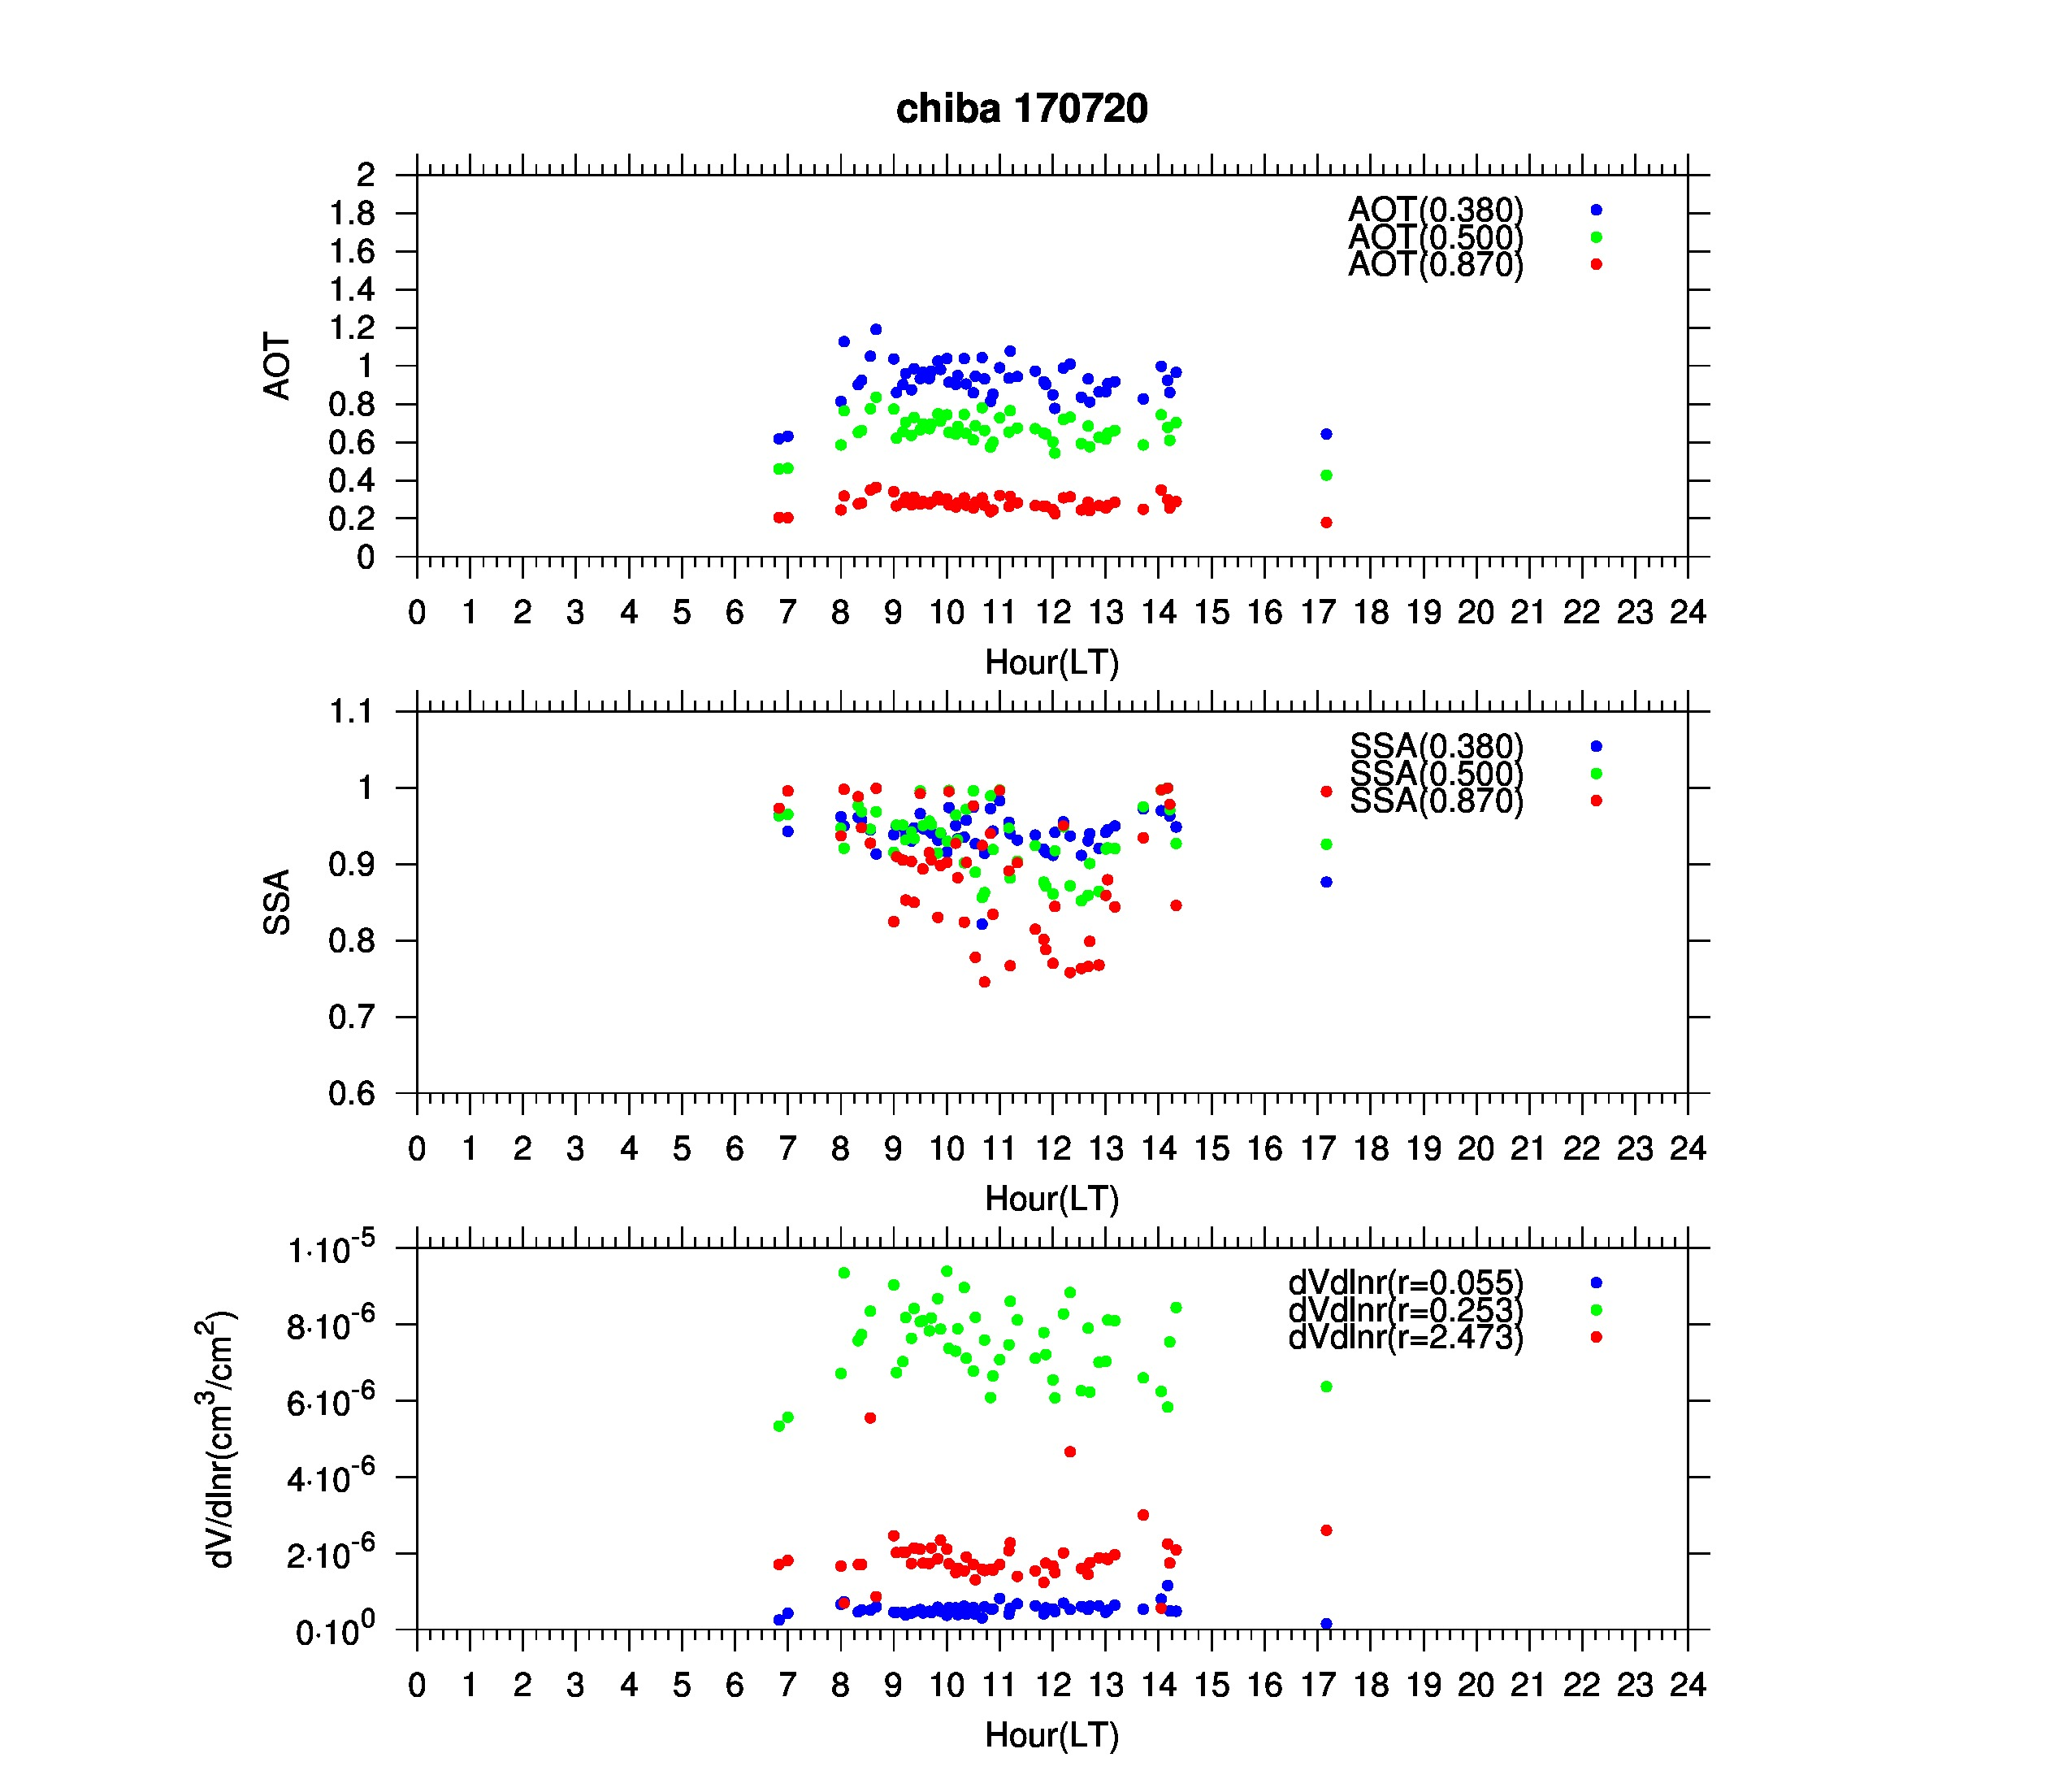 chiba 170720
2
1.8
1.6
1.4
1.2
1
0.8
0.6
0.4
0.2
0
AOT
AOT(0.380)
AOT(0.500)
AOT(0.870)
0 1 2 3 4 5 6 7 8 9 10 11 12 13 14 15 16 17 18 19 20 21 22 23 24
Hour(LT)
1.1
1
0.9
0.8
0.7
0.6
SSA
SSA(0.380)
SSA(0.500)
SSA(0.870)
0 1 2 3 4 5 6 7 8 9 10 11 12 13 14 15 16 17 18 19 20 21 22 23 24
Hour(LT)
1·10⁻⁵
8·10⁻⁶
6·10⁻⁶
4·10⁻⁶
2·10⁻⁶
0·10⁰
dV/dlnr(cm³/cm²)
dVdlnr(r=0.055)
dVdlnr(r=0.253)
dVdlnr(r=2.473)
0 1 2 3 4 5 6 7 8 9 10 11 12 13 14 15 16 17 18 19 20 21 22 23 24
Hour(LT)